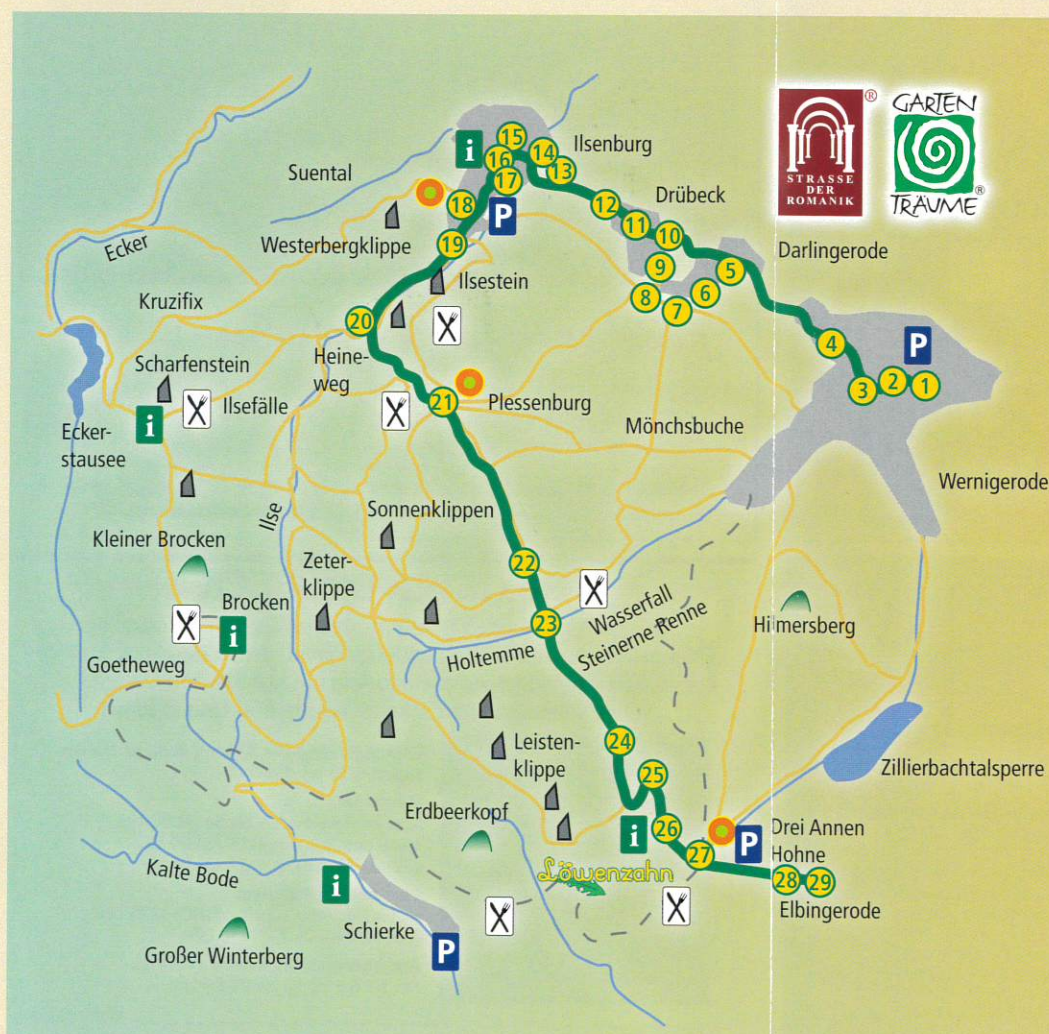 STRASSE
DER
ROMANIK
®
GARTEN
TRÄUME
®
i
15
14
13
16
17
18
19
P
Ilsenburg
Suental
Westerbergklippe
Drübeck
12
11
10
9
8
7
6
5
Darlingerode
Ecker
Kruzifix
Ilsestein
20
4
P
3
2
1
Heine-
weg
Scharfenstein
i
Ilsefälle
21
Plessenburg
Mönchsbuche
Ecker-
stausee
Wernigerode
Ilse
Sonnenklippen
Kleiner Brocken
Zeter-
klippe
22
Brocken
i
23
Wasserfall
Steinerne Renne
Hilmersberg
Goetheweg
Holtemme
24
Leisten-
klippe
25
Zillierbachtalsperre
Erdbeerkopf
i
26
27
P
Drei Annen
Hohne
28
29
Elbingerode
Löwenzahn
Kalte Bode
i
Schierke
P
Großer Winterberg